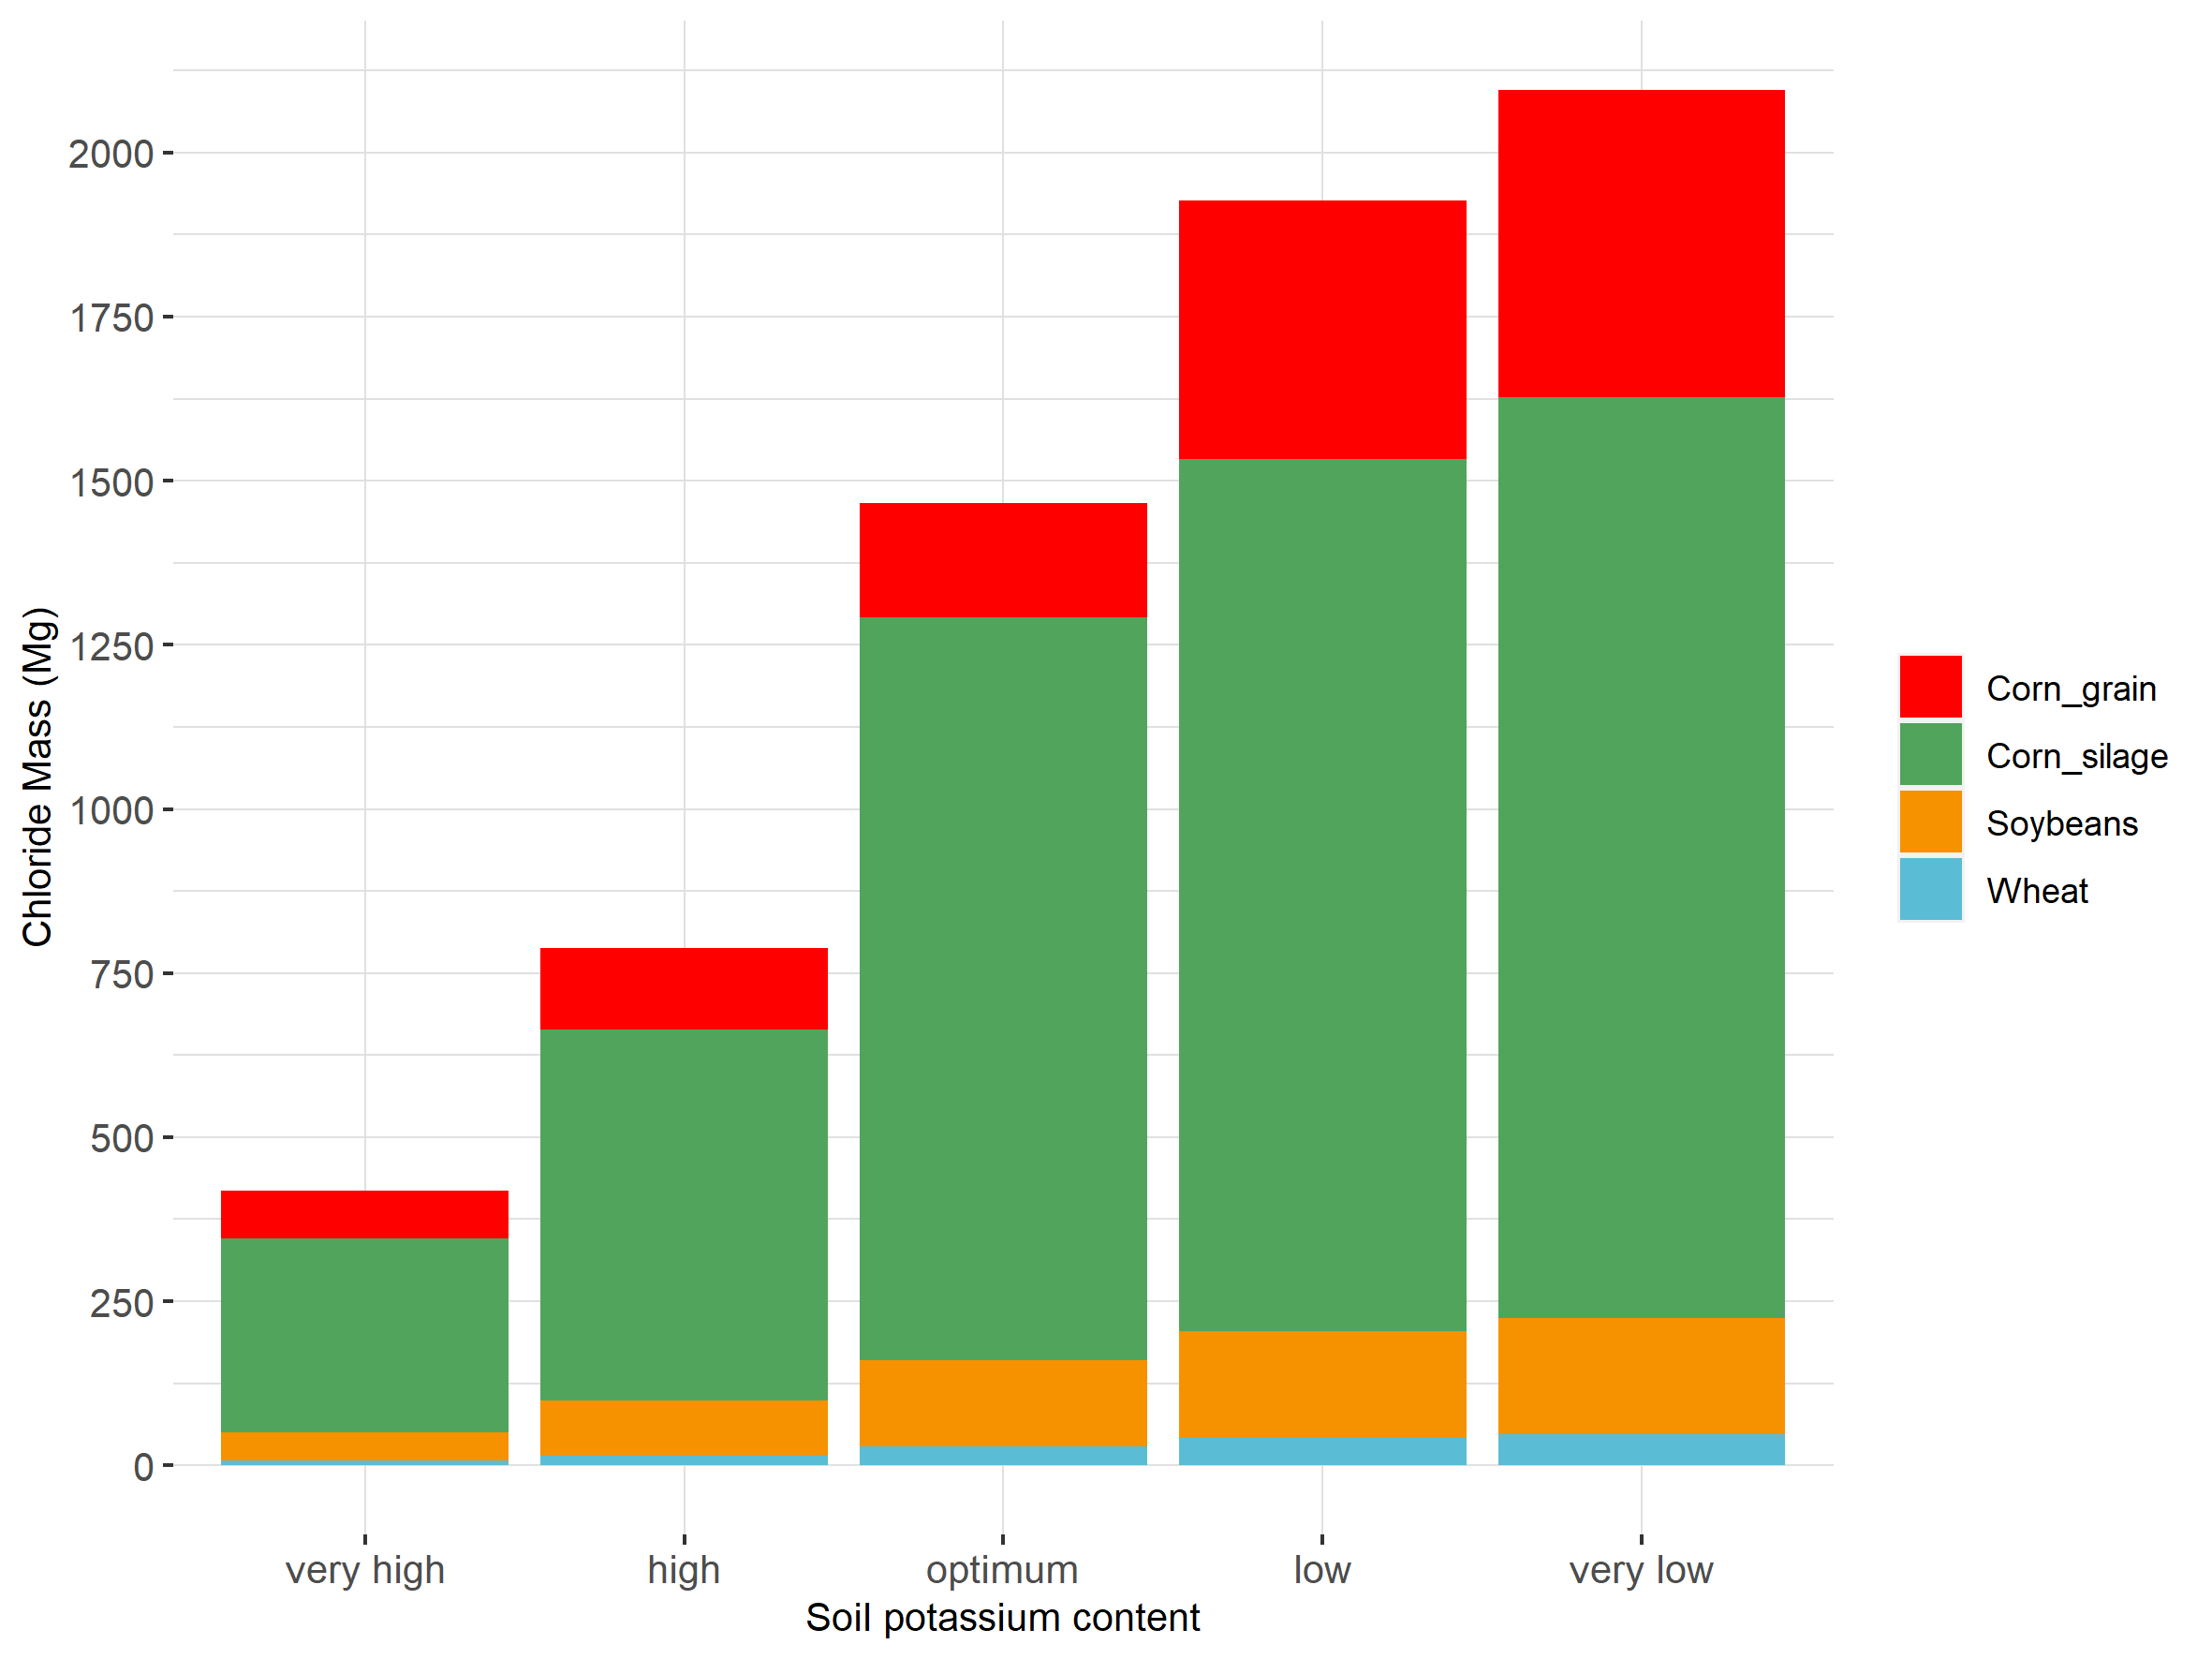 Chloride Mass (Mg)
2000
1750
1500
1250
1000
750
500
250
0
very high high optimum low very low
Soil potassium content
Corn_grain
Corn_silage
Soybeans
Wheat